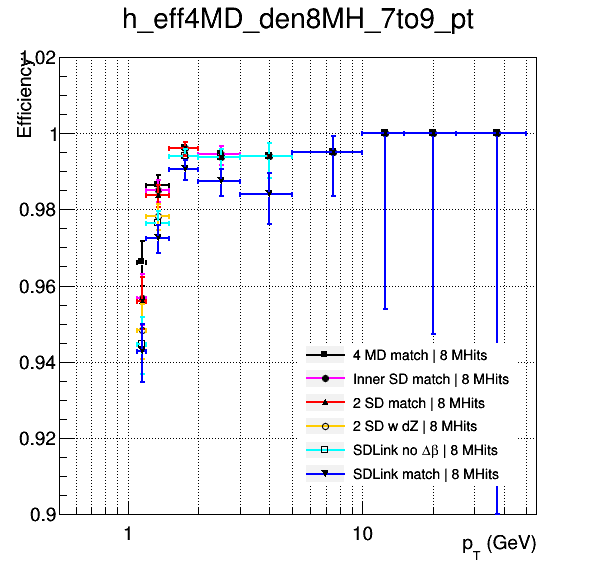 h_eff4MD_den8MH_7to9_pt
Efficiency
1.02
1
0.98
0.96
0.94
0.92
0.9
4 MD match | 8 MHits
Inner SD match | 8 MHits
2 SD match | 8 MHits
2 SD w dZ | 8 MHits
SDLink no Δβ | 8 MHits
SDLink match | 8 MHits
1
10
p_T (GeV)